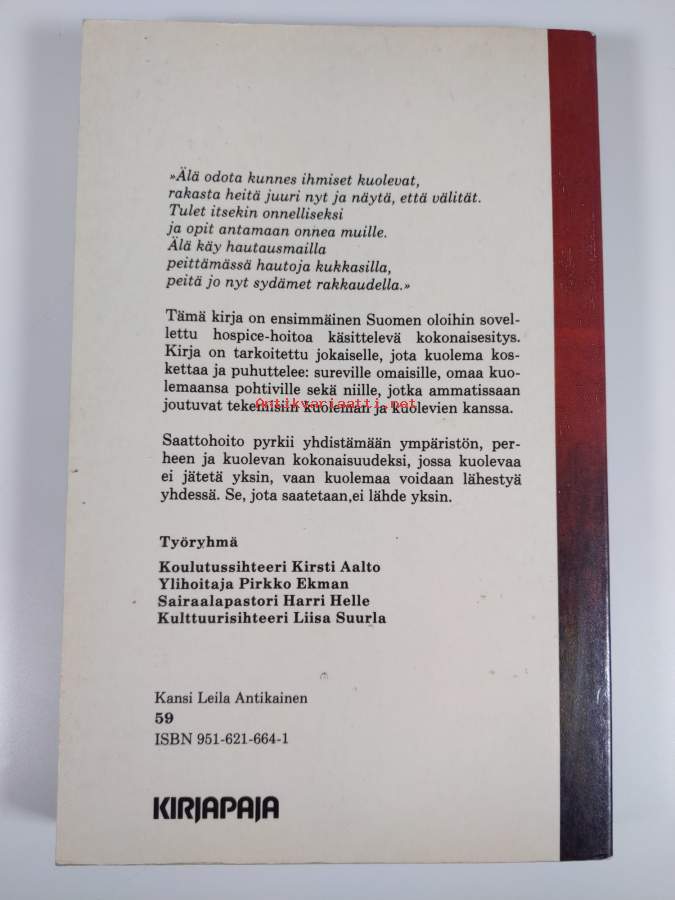 »Älä odota kunnes ihmiset kuolevat,
rakasta heitä juuri nyt ja näytä, että välität.
Tulet itsekin onnelliseksi
ja opit antamaan onnea muille.
Älä käy hautausmailla
peittämässä hautoja kukkasilla,
peitä jo nyt sydämet rakkaudella.»
Tämä kirja on ensimmäinen Suomen oloihin sovel-
lettu hospice-hoitoa käsittelevä kokonaisesitys.
Kirja on tarkoitettu jokaiselle, jota kuolema kos-
kettaa ja puhuttelee: sureville omaisille, omaa kuo-
lemaansa pohtiville sekä niille, jotka ammatissaan
Antikvariaatti.net
joutuvat tekemisiin kuoleman ja kuolevien kanssa.
Saattohoito pyrkii yhdistämään ympäristön, per-
heen ja kuolevan kokonaisuudeksi, jossa kuolevaa
ei jätetä yksin, vaan kuolemaa voidaan lähestyä
yhdessä. Se, jota saatetaan,ei lähde yksin.
Työryhmä
Koulutussihteeri Kirsti Aalto
Ylihoitaja Pirkko Ekman
Sairaalapastori Harri Helle
Kulttuurisihteeri Liisa Suurla
Kansi Leila Antikainen
59
ISBN 951-621-664-1
KIRJAPAJA